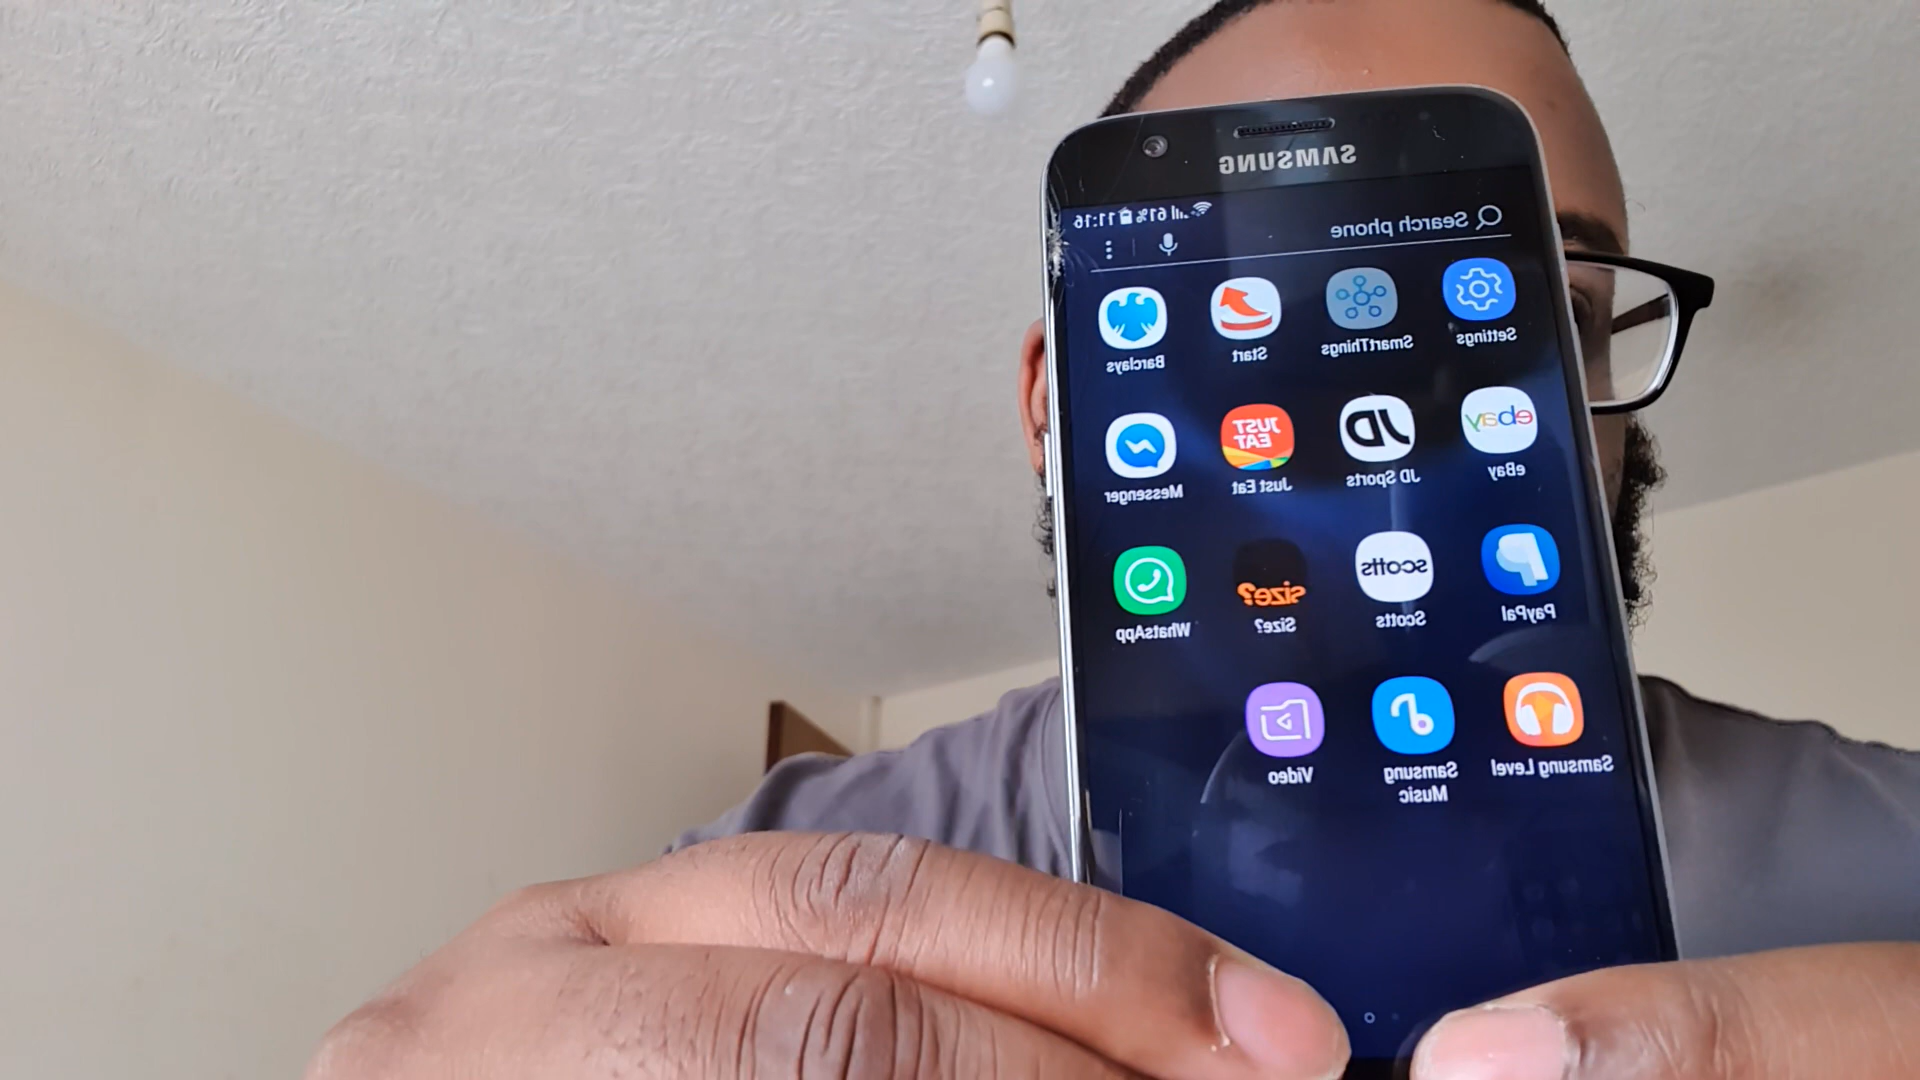 SAMSUNG
61% 11:16
Search phone
Settings
SmartThings
Start
Barclays
ebay
eBay
JD
JD Sports
JUST
EAT
Just Eat
Messenger
PayPal
scotts
Scotts
size?
Size?
WhatsApp
Samsung Level
Samsung
Music
Video